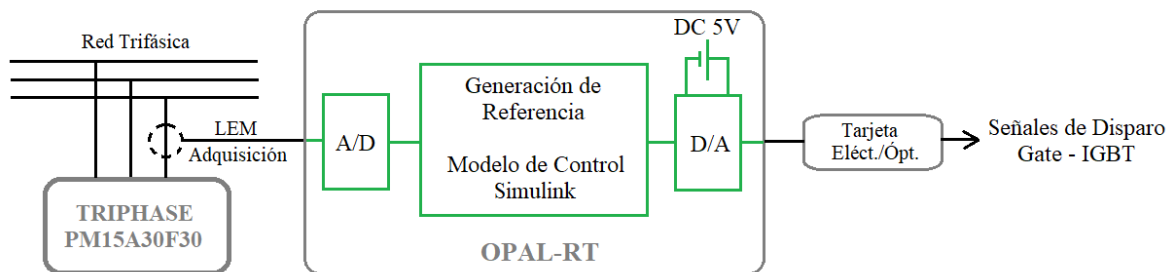 Red Trifásica
LEM
Adquisición
TRIPHASE
PM15A30F30
A/D
Generación de
Referencia
Modelo de Control
Simulink
DC 5V
D/A
OPAL-RT
Tarjeta
Eléct./Ópt.
Señales de Disparo
Gate - IGBT